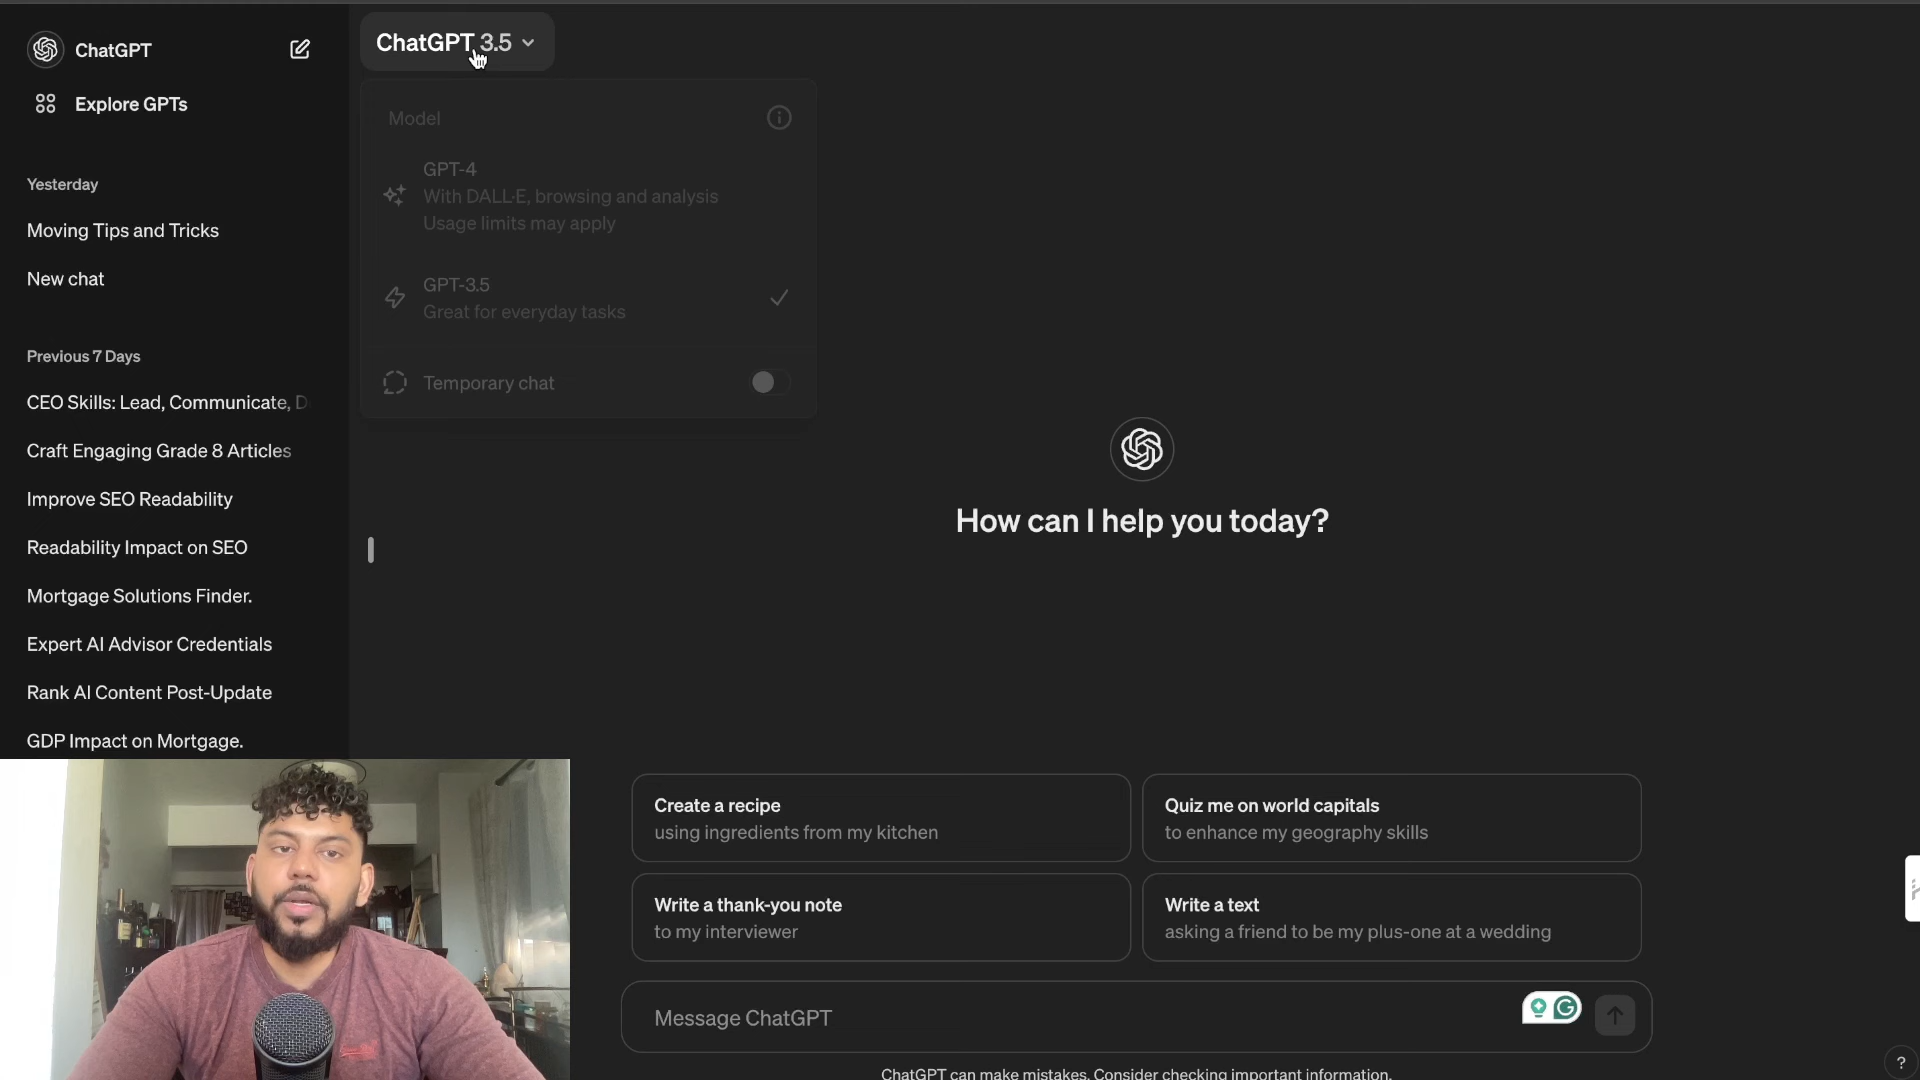 ChatGPT
Explore GPTs
Yesterday
Moving Tips and Tricks
New chat
Previous 7 Days
CEO Skills: Lead, Communicate, D
Craft Engaging Grade 8 Articles
Improve SEO Readability
Readability Impact on SEO
Mortgage Solutions Finder.
Expert AI Advisor Credentials
Rank AI Content Post-Update
GDP Impact on Mortgage.
ChatGPT 3.5
Model
GPT-4
With DALL·E, browsing and analysis
Usage limits may apply
GPT-3.5
Great for everyday tasks
Temporary chat
How can I help you today?
Create a recipe
using ingredients from my kitchen
Quiz me on world capitals
to enhance my geography skills
Write a thank-you note
to my interviewer
Write a text
asking a friend to be my plus-one at a wedding
Message ChatGPT
ChatGPT can make mistakes. Consider checking important information.
?